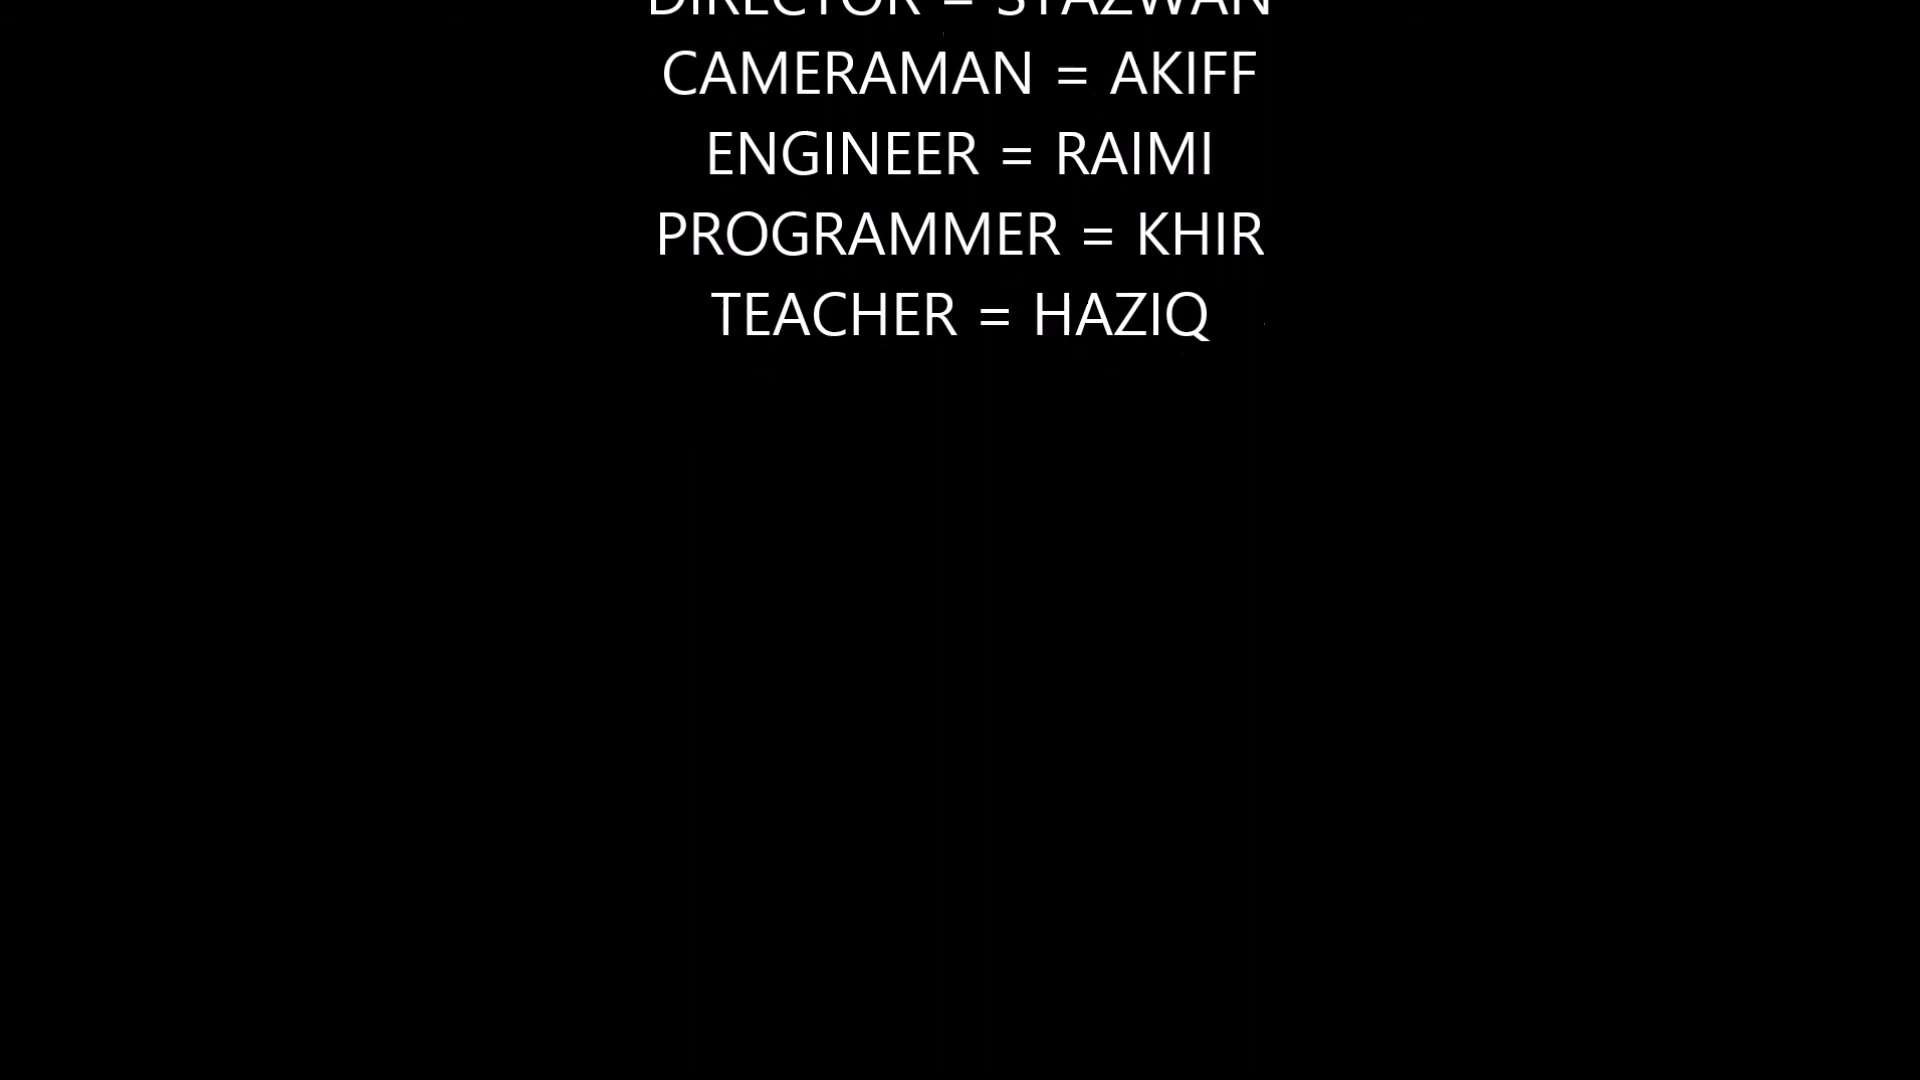 DIRECTOR = SYAZWAN
CAMERAMAN = AKIFF
ENGINEER = RAIMI
PROGRAMMER = KHIR
TEACHER = HAZIQ